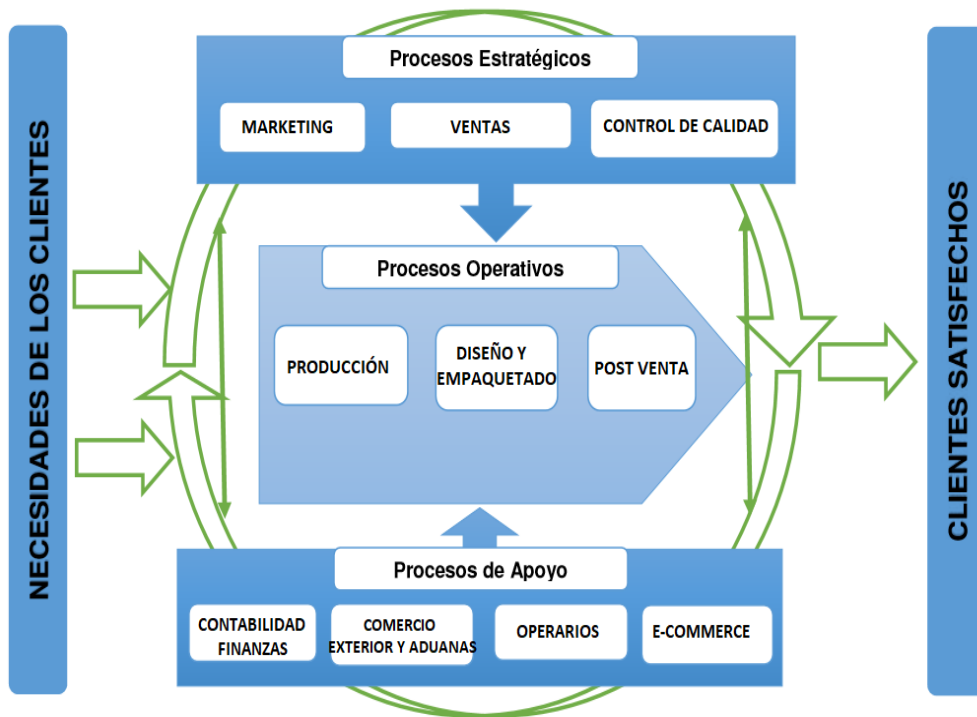 NECESIDADES DE LOS CLIENTES
Procesos Estratégicos
MARKETING
VENTAS
CONTROL DE CALIDAD
Procesos Operativos
PRODUCCIÓN
DISEÑO Y
EMPAQUETADO
POST VENTA
Procesos de Apoyo
CONTABILIDAD
FINANZAS
COMERCIO
EXTERIOR Y ADUANAS
OPERARIOS
E-COMMERCE
CLIENTES SATISFECHOS